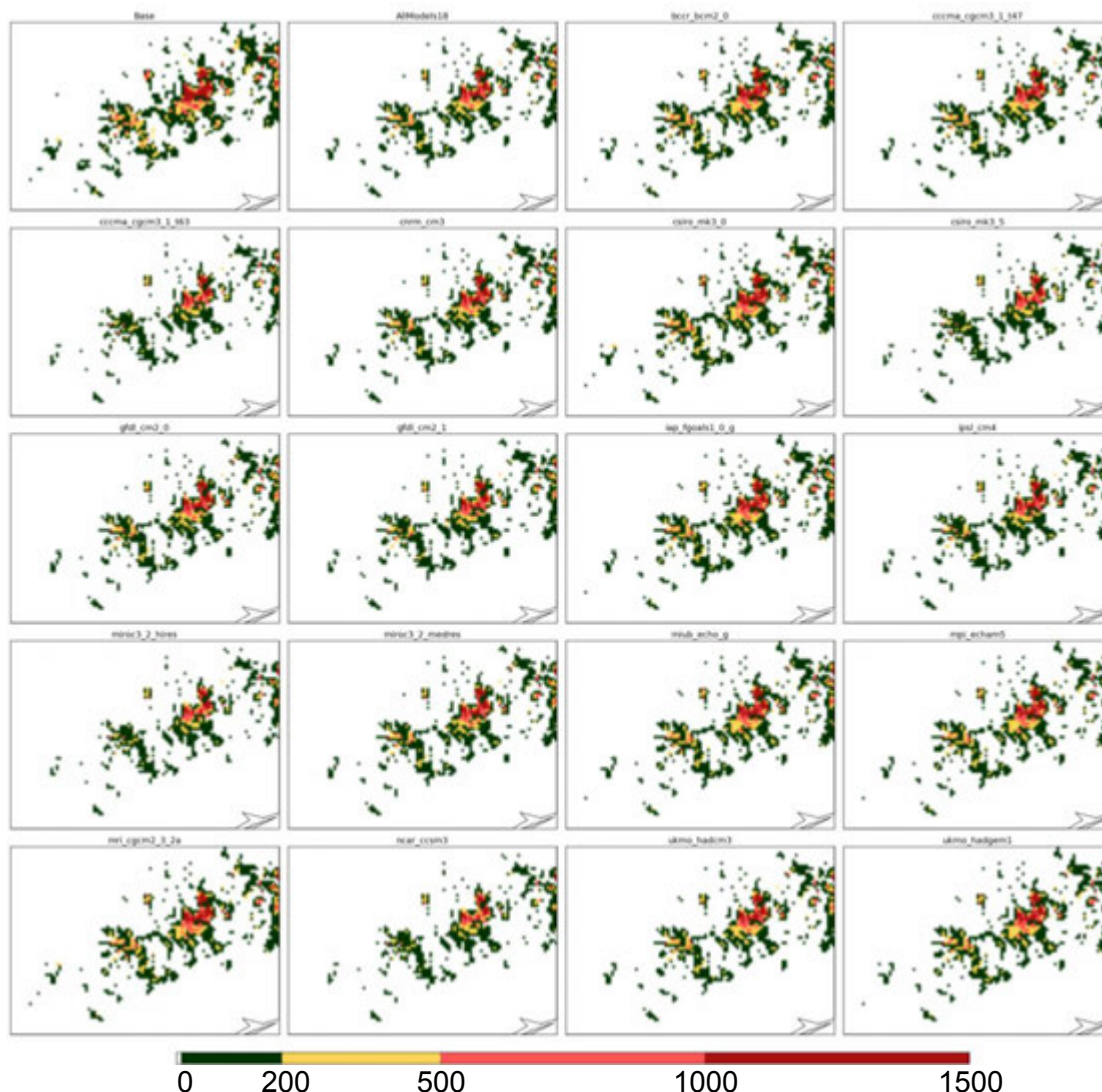 Base AllModels18 bccr_bcm2_0 cccma_cgcm3_1_t47
cccma_cgcm3_1_t63 cnrm_cm3 csiro_mk3_0 csiro_mk3_5
gfdl_cm2_0 gfdl_cm2_1 iap_fgoals1_0_g ipsl_cm4
miroc3_2_hires miroc3_2_medres miub_echo_g mpi_echam5
mri_cgcm2_3_2a ncar_ccsm3 ukmo_hadcm3 ukmo_hadgem1
0 200 500 1000 1500